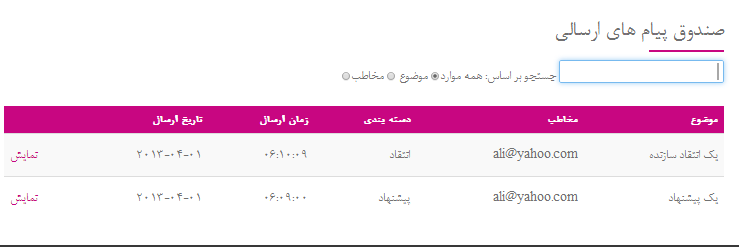 صندوق پیام های ارسالی
جستجو بر اساس: همه موارد موضوع مخاطب
موضوع مخاطب دسته بندی زمان ارسال تاریخ ارسال
یک انتقاد سازنده ali@yahoo.com انتقاد ۰۶:۱۰:۰۹ ۲۰۱۳-۰۴-۰۱ نمایش
یک پیشنهاد ali@yahoo.com پیشنهاد ۰۶:۰۹:۰۰ ۲۰۱۳-۰۴-۰۱ نمایش